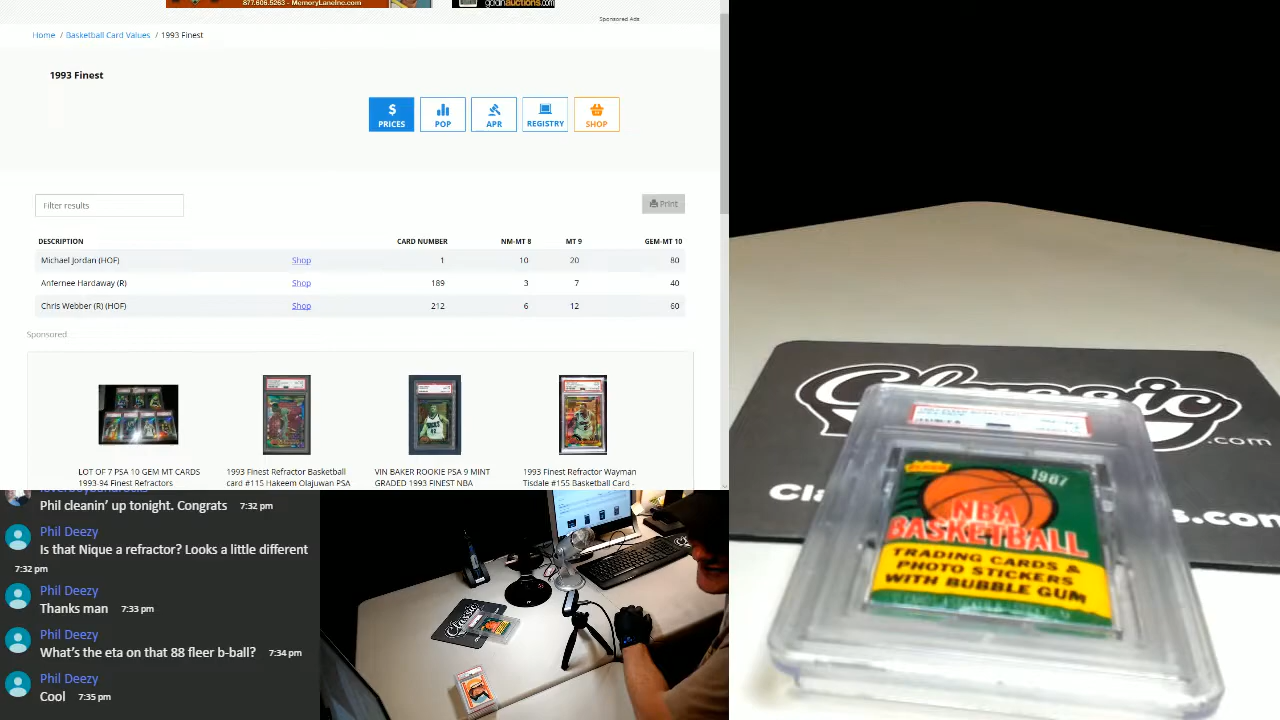 877.606.5263 - MemoryLaneInc.com
goldinauctions.com
Sponsored Ads
Home / Basketball Card Values / 1993 Finest
1993 Finest
$
PRICES
POP
APR
REGISTRY
SHOP
Filter results
Print
DESCRIPTION CARD NUMBER NM-MT 8 MT 9 GEM-MT 10
Michael Jordan (HOF) Shop 1 10 20 80
Anfernee Hardaway (R) Shop 189 3 7 40
Chris Webber (R) (HOF) Shop 212 6 12 60
Sponsored
LOT OF 7 PSA 10 GEM MT CARDS
1993-94 Finest Refractors
1993 Finest Refractor Basketball
card #115 Hakeem Olajuwan PSA
VIN BAKER ROOKIE PSA 9 MINT
GRADED 1993 FINEST NBA
1993 Finest Refractor Wayman
Tisdale #155 Basketball Card -
Phil cleanin' up tonight. Congrats 7:32 pm
Phil Deezy
Is that Nique a refractor? Looks a little different
7:32 pm
Phil Deezy
Thanks man 7:33 pm
Phil Deezy
What's the eta on that 88 fleer b-ball? 7:34 pm
Phil Deezy
Cool 7:35 pm
Classic
Classic
.com
FLEER
1987
NBA
BASKETBALL
TRADING CARDS &
PHOTO STICKERS
WITH BUBBLE GUM